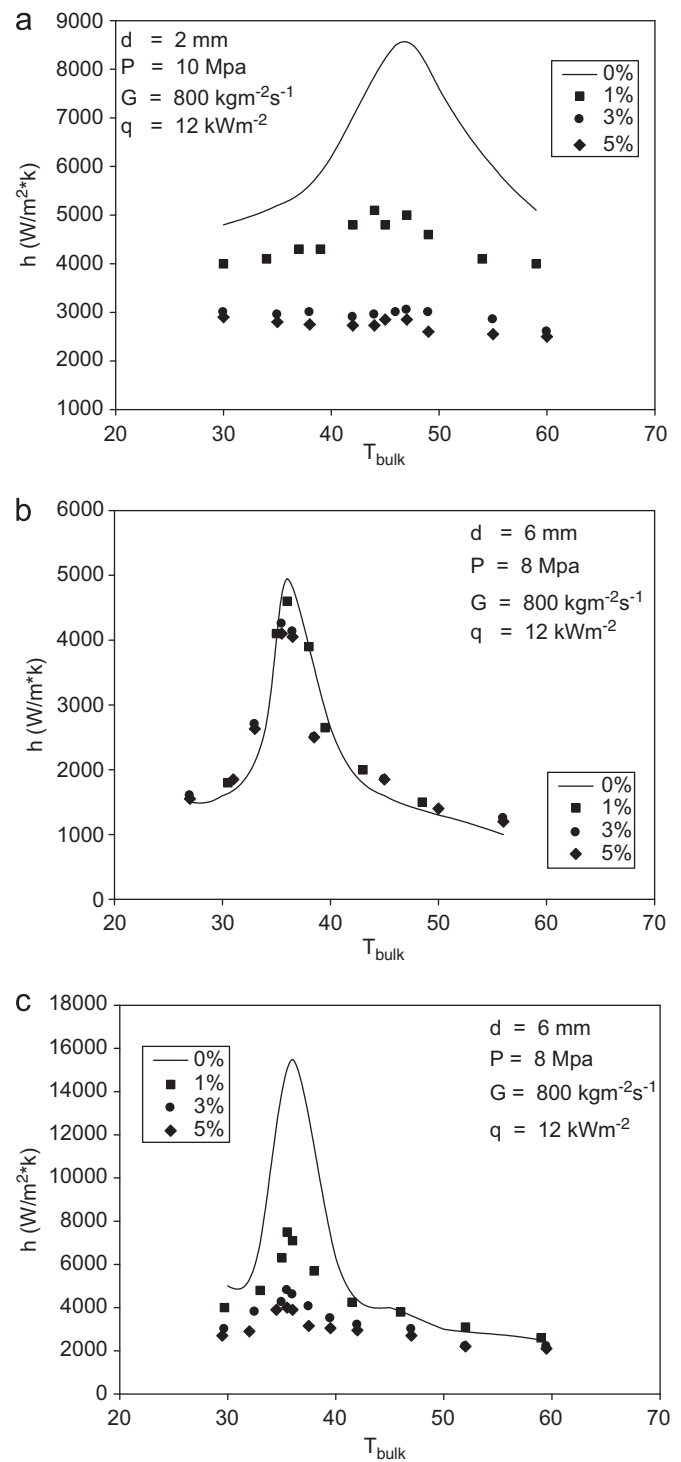 a
d = 2 mm
P = 10 Mpa
G = 800 kgm-2s-1
q = 12 kWm-2
0%
1%
3%
5%
9000
8000
7000
6000
5000
4000
3000
2000
1000
h (W/m2*k)
20 30 40 50 60 70
Tbulk
b
d = 6 mm
P = 8 Mpa
G = 800 kgm-2s-1
q = 12 kWm-2
0%
1%
3%
5%
6000
5000
4000
3000
2000
1000
0
h (W/m*k)
20 30 40 50 60 70
Tbulk
c
0%
1%
3%
5%
d = 6 mm
P = 8 Mpa
G = 800 kgm-2s-1
q = 12 kWm-2
18000
16000
14000
12000
10000
8000
6000
4000
2000
0
h (W/m2*k)
20 30 40 50 60 70
Tbulk